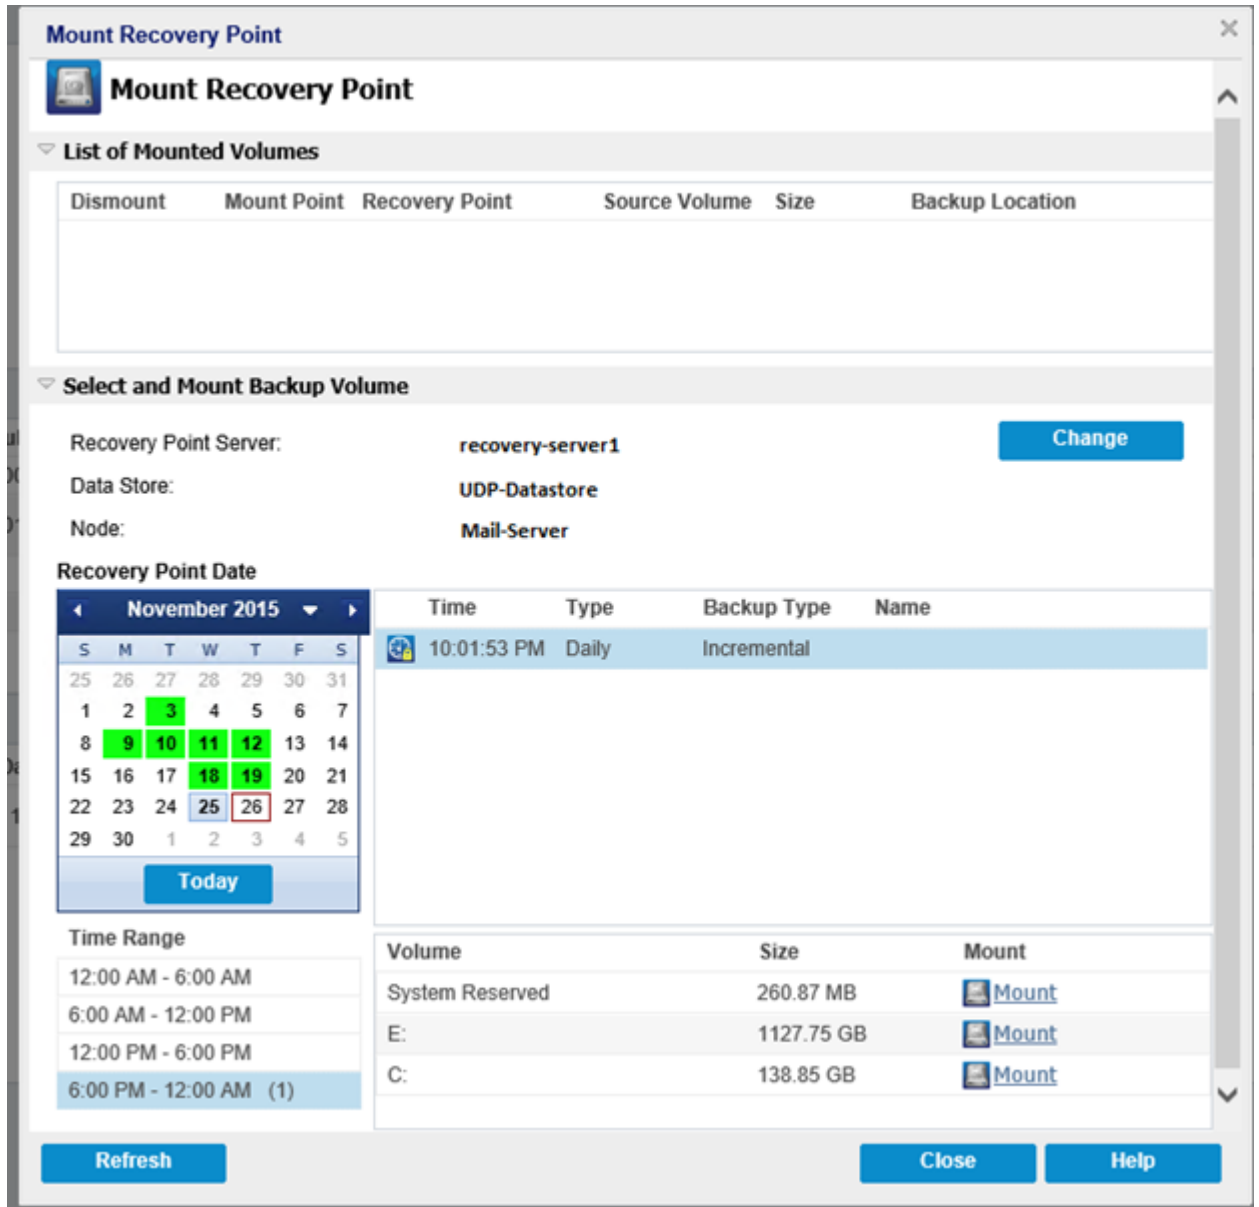 Mount Recovery Point
Mount Recovery Point
List of Mounted Volumes
Dismount Mount Point Recovery Point Source Volume Size Backup Location
Select and Mount Backup Volume
Recovery Point Server: recovery-server1 Change
Data Store: UDP-Datastore
Node: Mail-Server
Recovery Point Date
November 2015
S M T W T F S
25 26 27 28 29 30 31
1 2 3 4 5 6 7
8 9 10 11 12 13 14
15 16 17 18 19 20 21
22 23 24 25 26 27 28
29 30 1 2 3 4 5
Today
Time Type Backup Type Name
10:01:53 PM Daily Incremental
Time Range
12:00 AM - 6:00 AM
6:00 AM - 12:00 PM
12:00 PM - 6:00 PM
6:00 PM - 12:00 AM (1)
Volume Size Mount
System Reserved 260.87 MB Mount
E: 1127.75 GB Mount
C: 138.85 GB Mount
Refresh Close Help